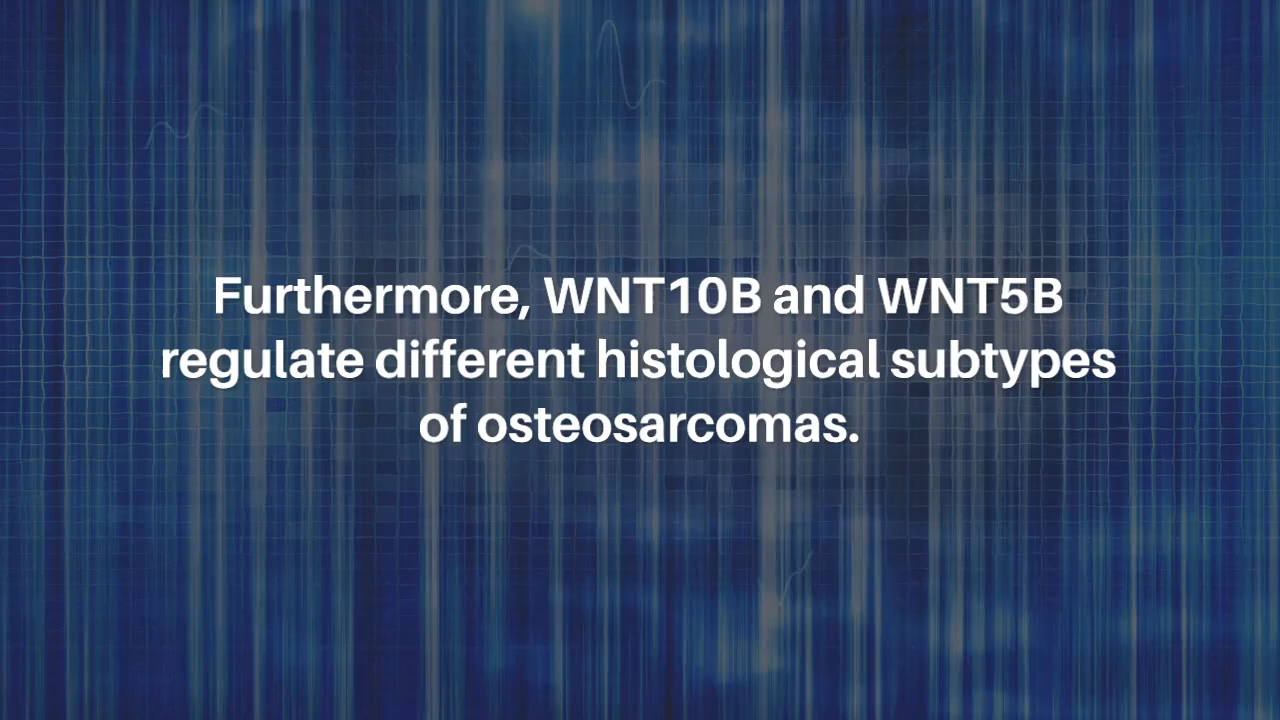 Furthermore, WNT10B and WNT5B
regulate different histological subtypes
of osteosarcomas.